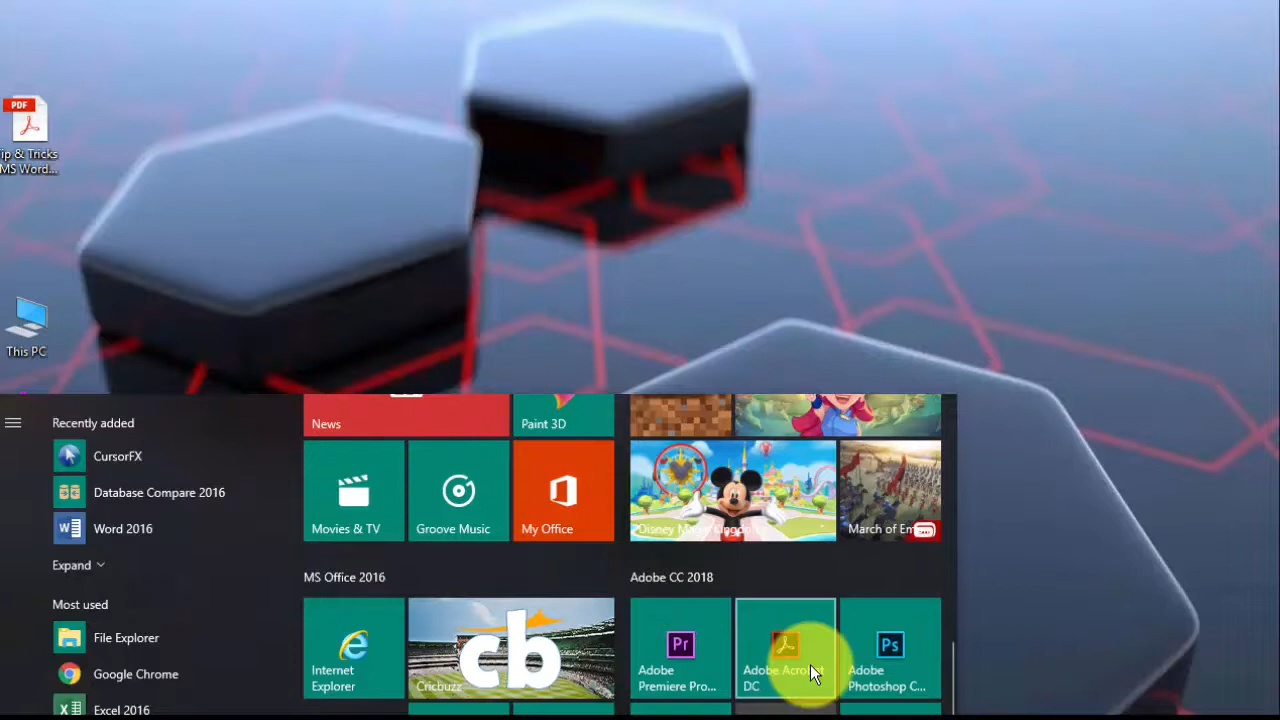 PDF
ip & Tricks
MS Word...
This PC
Recently added
CursorFX
Database Compare 2016
Word 2016
Expand
Most used
File Explorer
Google Chrome
Excel 2016
News
Paint 3D
Movies & TV
Groove Music
My Office
March of Em
MS Office 2016
Adobe CC 2018
Internet
Explorer
cb
Cricbuzz
Pr
Adobe
Premiere Pro...
Adobe Acrobat
DC
Ps
Adobe
Photoshop C...